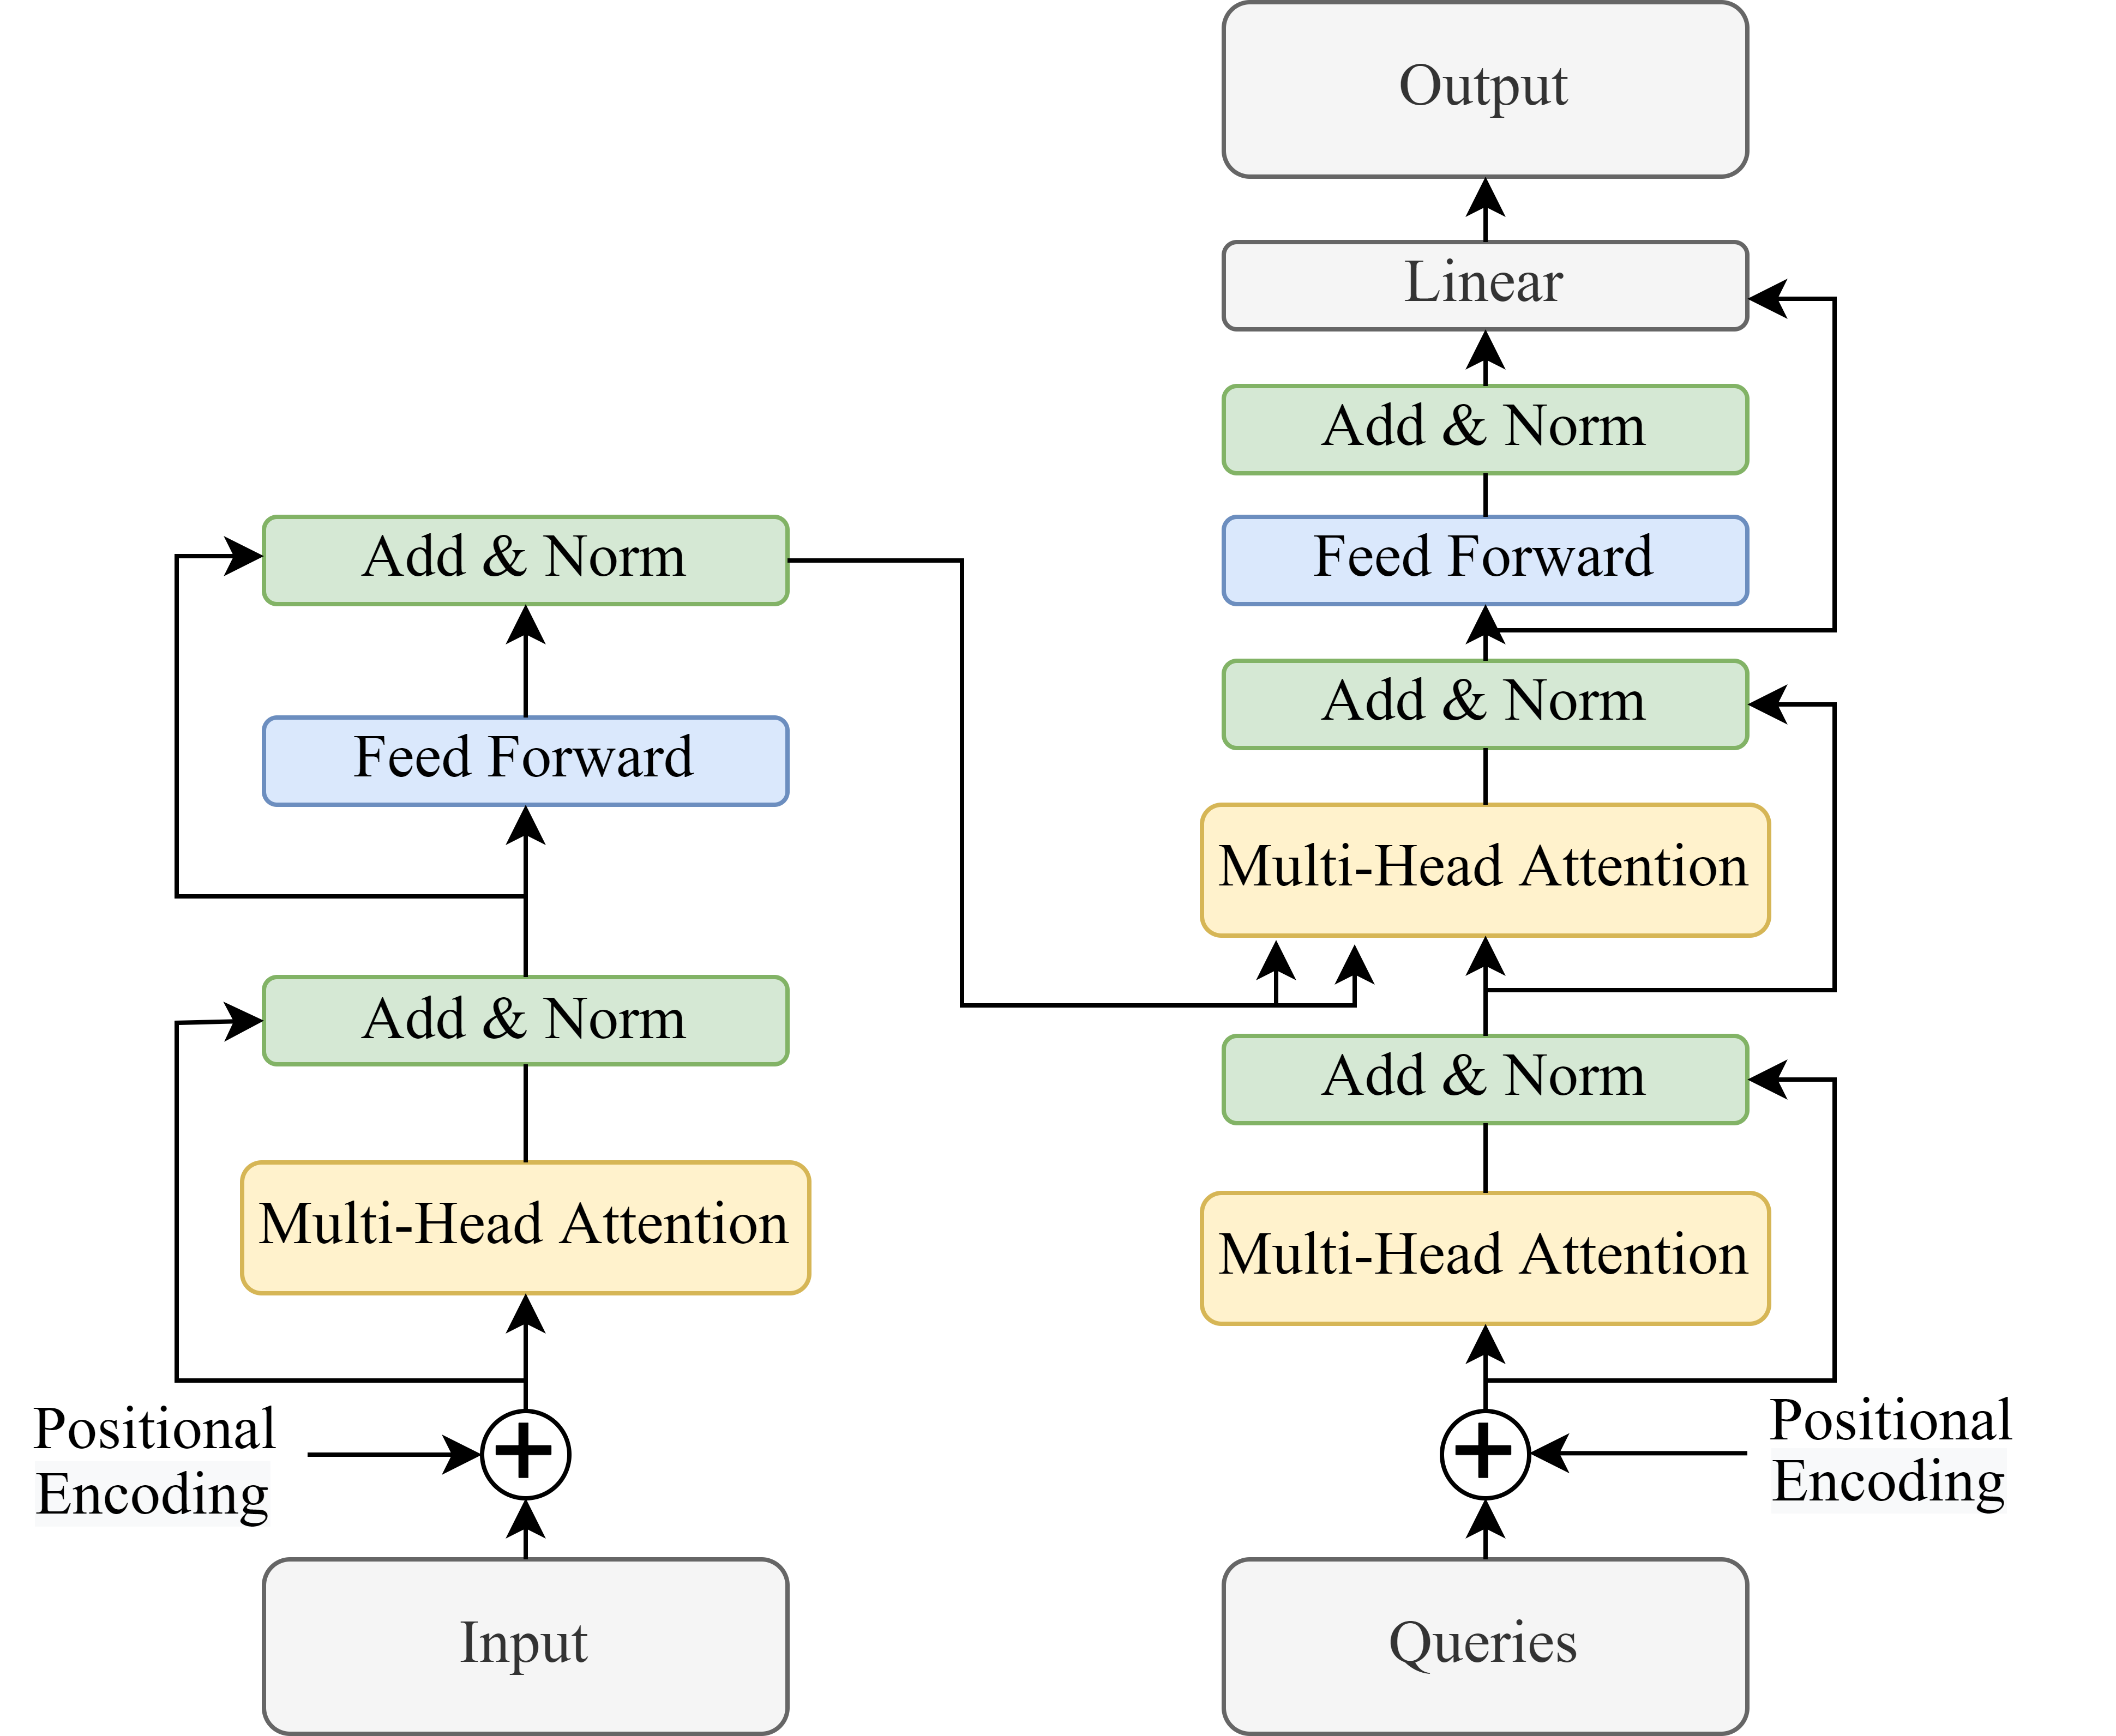 Output
Linear
Add & Norm
Feed Forward
Add & Norm
Multi-Head Attention
Add & Norm
Multi-Head Attention
Positional
Encoding
Queries
Add & Norm
Feed Forward
Add & Norm
Multi-Head Attention
Positional
Encoding
Input